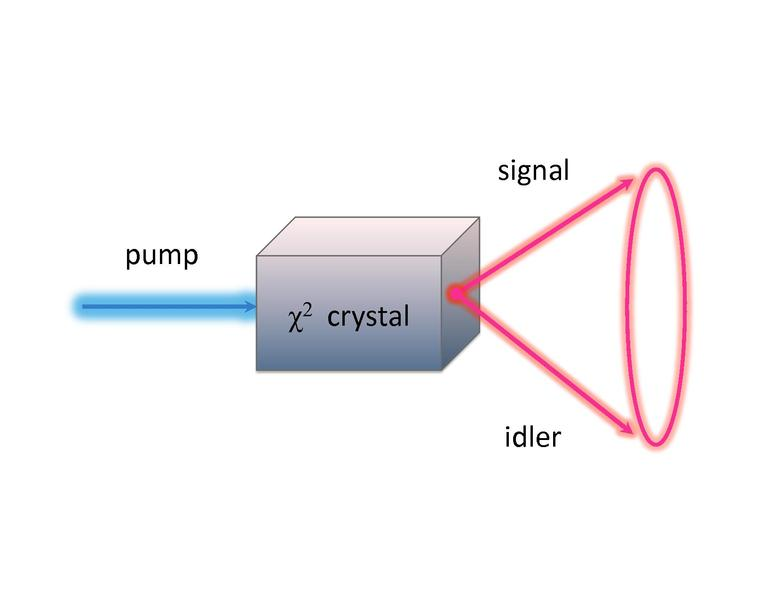 signal
pump
χ² crystal
idler